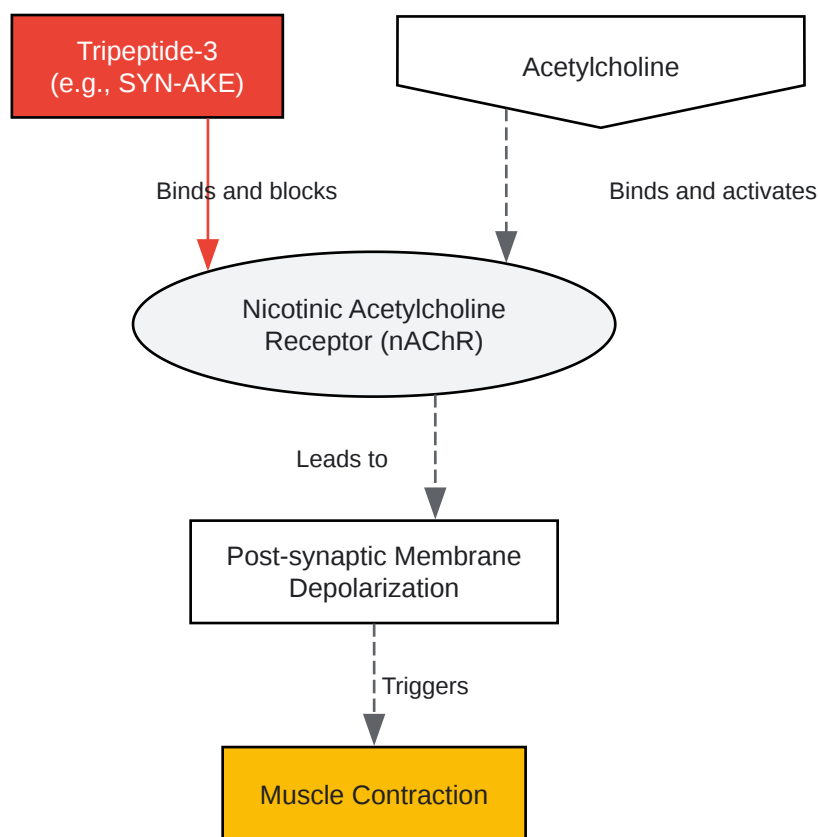 Tripeptide-3
(e.g., SYN-AKE)
Acetylcholine
Binds and blocks
Binds and activates
Nicotinic Acetylcholine
Receptor (nAChR)
Leads to
Post-synaptic Membrane
Depolarization
Triggers
Muscle Contraction